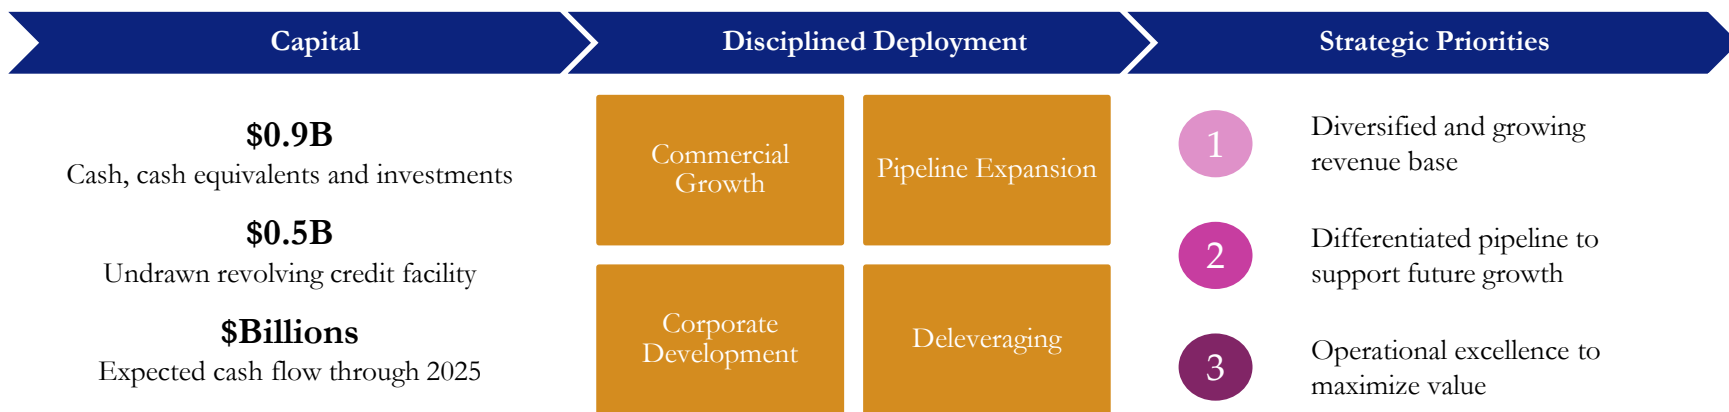 Capital
Disciplined Deployment
Strategic Priorities
$0.9B
Cash, cash equivalents and investments
$0.5B
Undrawn revolving credit facility
$Billions
Expected cash flow through 2025
Commercial
Growth
Pipeline Expansion
Corporate
Development
Deleveraging
1
Diversified and growing
revenue base
2
Differentiated pipeline to
support future growth
3
Operational excellence to
maximize value